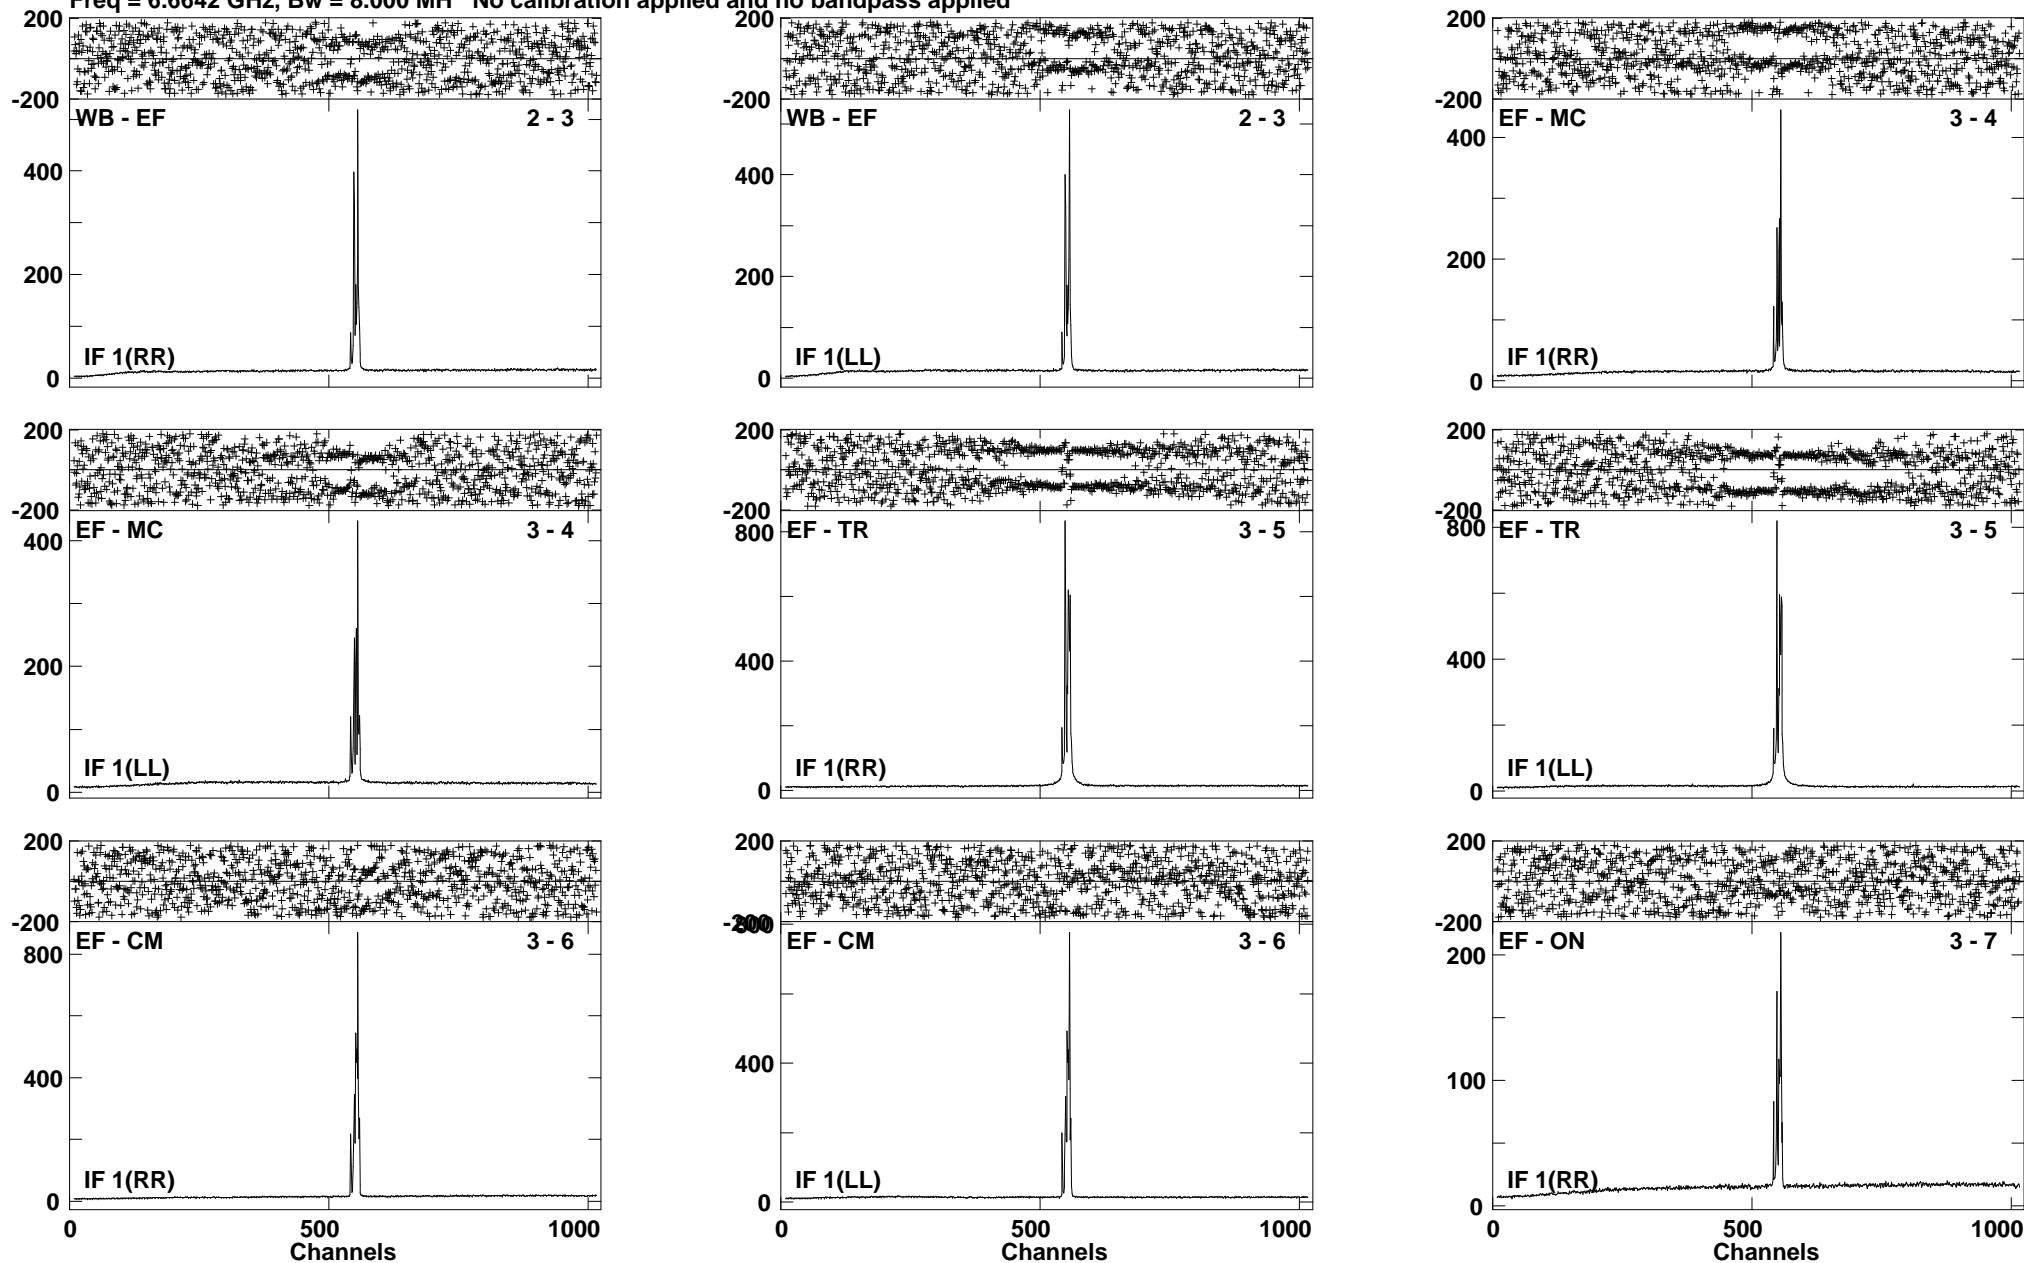 Freq = 6.6642 GHz, Bw = 8.000 MH No calibration applied and no bandpass applied
200
-200
WB - EF 2 - 3
400
200
IF 1(RR)
0
200
-200
WB - EF 2 - 3
400
200
IF 1(LL)
0
200
-200
EF - MC 3 - 4
400
200
IF 1(RR)
0
200
-200
EF - MC 3 - 4
400
200
IF 1(LL)
0
200
-200
EF - TR 3 - 5
800
400
IF 1(RR)
0
200
-200
EF - TR 3 - 5
800
400
IF 1(LL)
0
200
-200
EF - CM 3 - 6
800
400
IF 1(RR)
0
0 500 1000
Channels
200
-200
800
EF - CM 3 - 6
400
IF 1(LL)
0
0 500 1000
Channels
200
-200
EF - ON 3 - 7
200
100
IF 1(RR)
0
0 500 1000
Channels